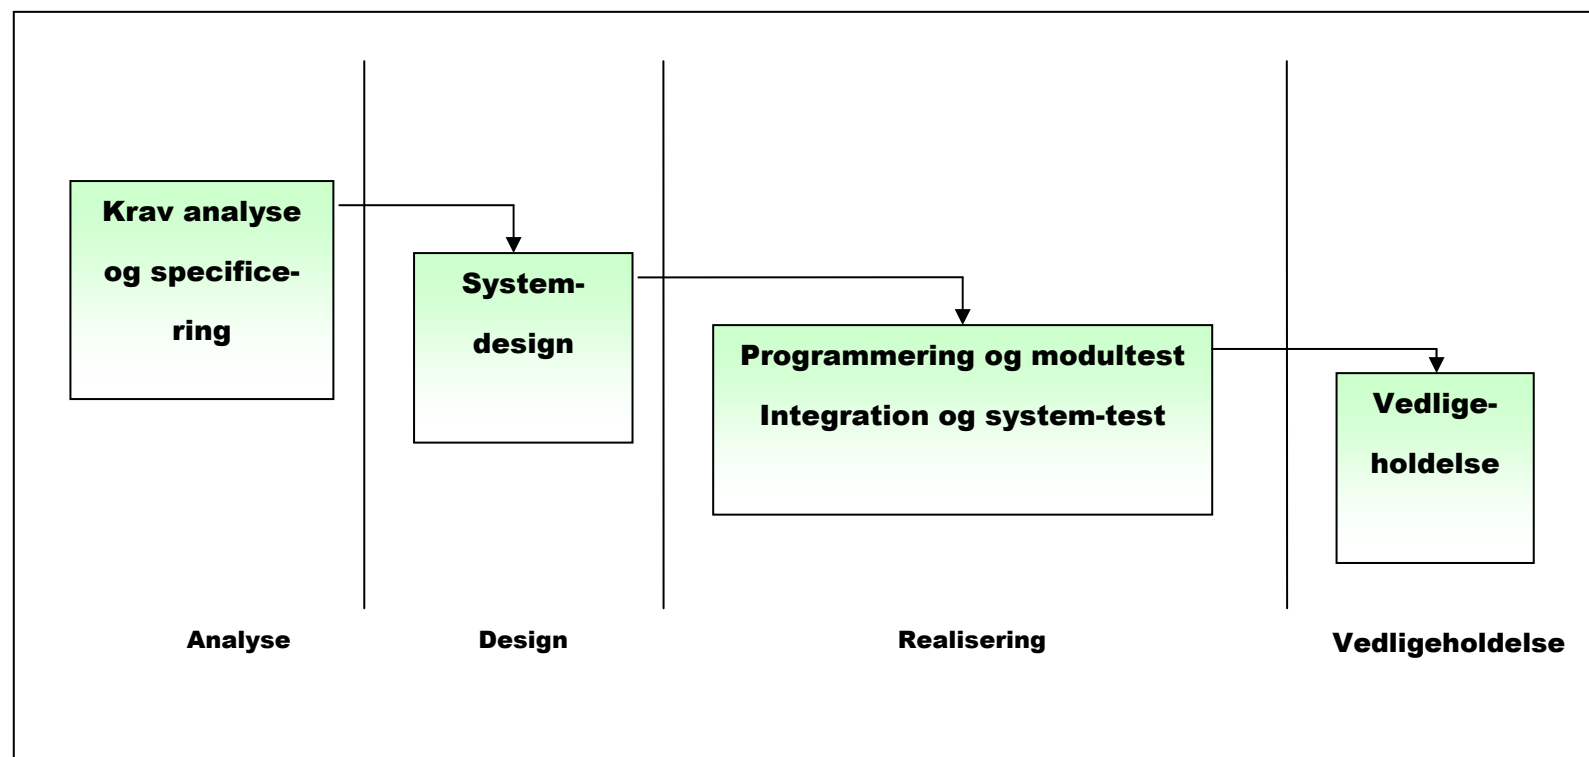 Krav analyse
og specifice-
ring
System-
design
Programmering og modultest
Integration og system-test
Vedlige-
holdelse
Analyse
Design
Realisering
Vedligeholdelse